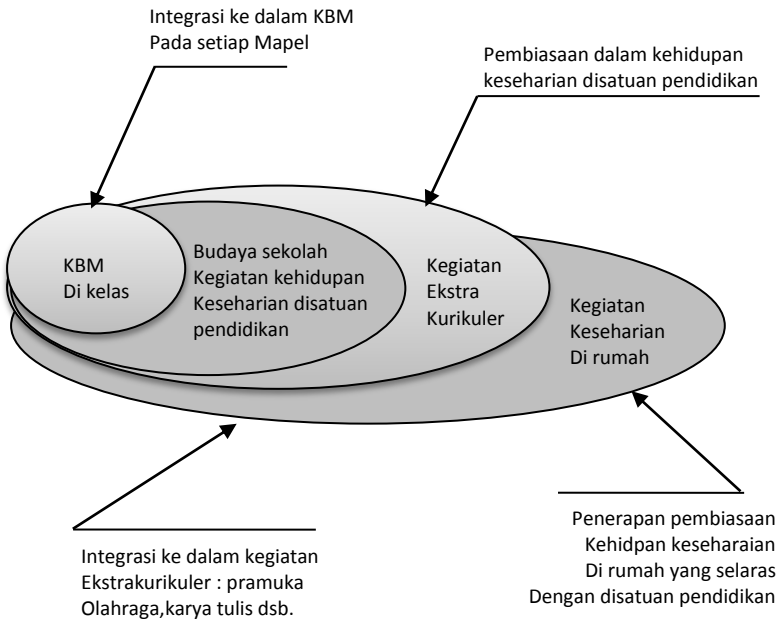 Integrasi ke dalam KBM
Pada setiap Mapel
Pembiasaan dalam kehidupan
keseharian disatuan pendidikan
KBM
Di kelas
Budaya sekolah
Kegiatan kehidupan
Keseharian disatuan
pendidikan
Kegiatan
Ekstra
Kurikuler
Kegiatan
Keseharian
Di rumah
Integrasi ke dalam kegiatan
Ekstrakurikuler : pramuka
Olahraga,karya tulis dsb.
Penerapan pembiasaan
Kehidpan keseharaian
Di rumah yang selaras
Dengan disatuan pendidikan